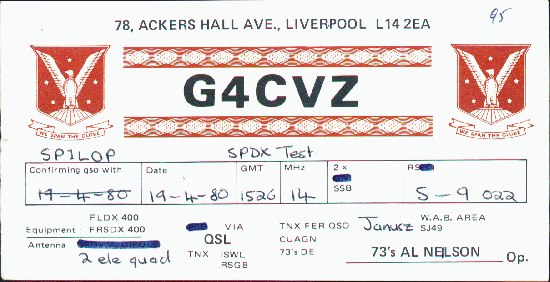 78, ACKERS HALL AVE., LIVERPOOL L14 2EA
95
G4CVZ
WE SPAN THE GLOBE
WE SPAN THE GLOBE
SP1LOP SPDX Test
Confirming qso with Date GMT MHz 2 x RS
SSB
19-4-80 19-4-80 1526 14 5-9 022
FLDX 400
Equipment: FRDX 400
Antenna
2 ele quad
VIA
QSL
TNX ISWL
RSGB
TNX FER QSO Janusz
CUAGN
73's DE
W.A.B. AREA
SJ49
73's AL NELSON Op.